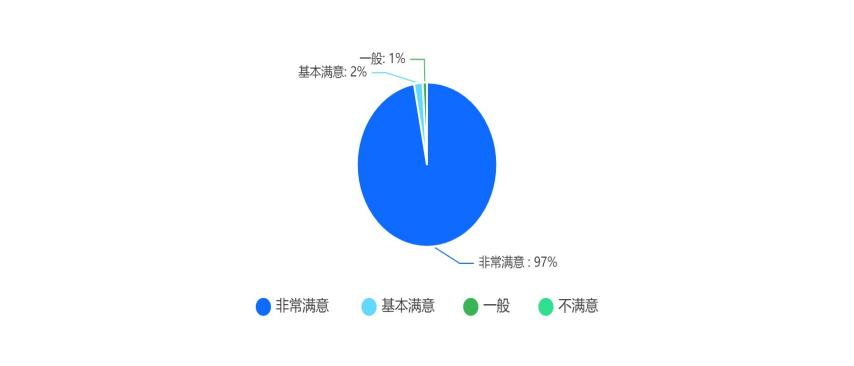 一般: 1%
基本满意: 2%
非常满意 : 97%
非常满意 基本满意 一般 不满意